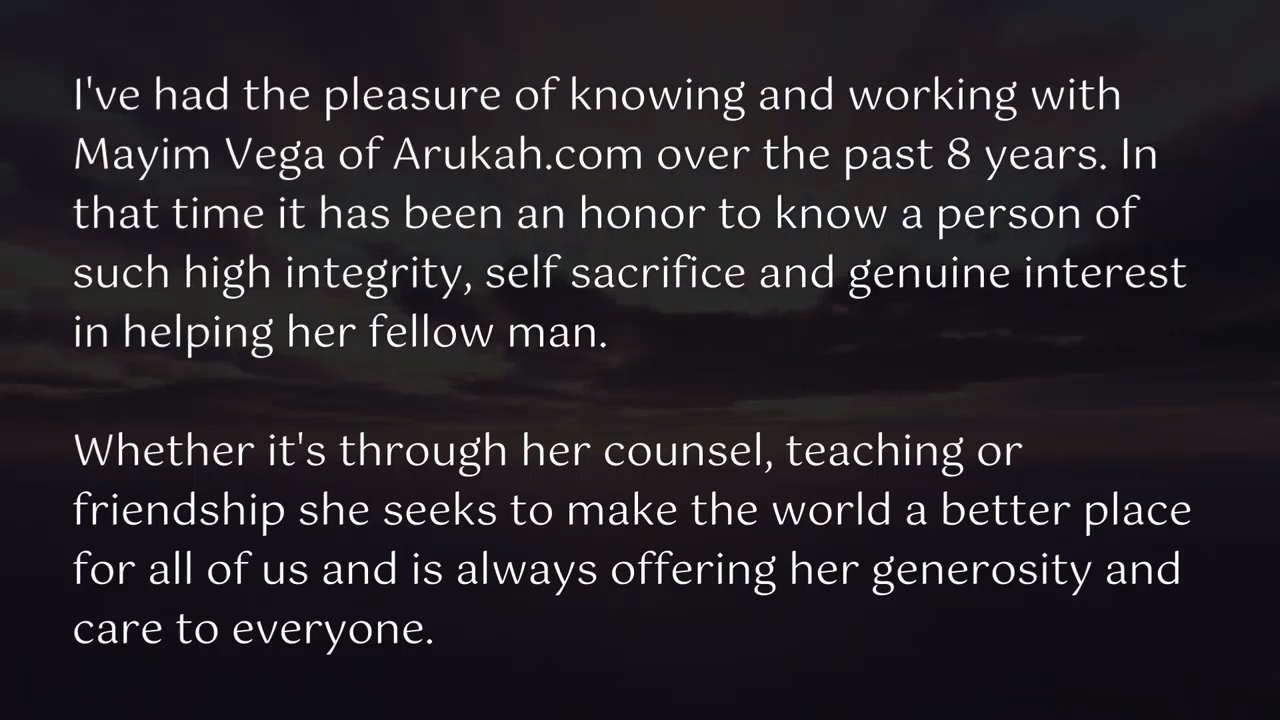 I've had the pleasure of knowing and working with
Mayim Vega of Arukah.com over the past 8 years. In
that time it has been an honor to know a person of
such high integrity, self sacrifice and genuine interest
in helping her fellow man.
Whether it's through her counsel, teaching or
friendship she seeks to make the world a better place
for all of us and is always offering her generosity and
care to everyone.